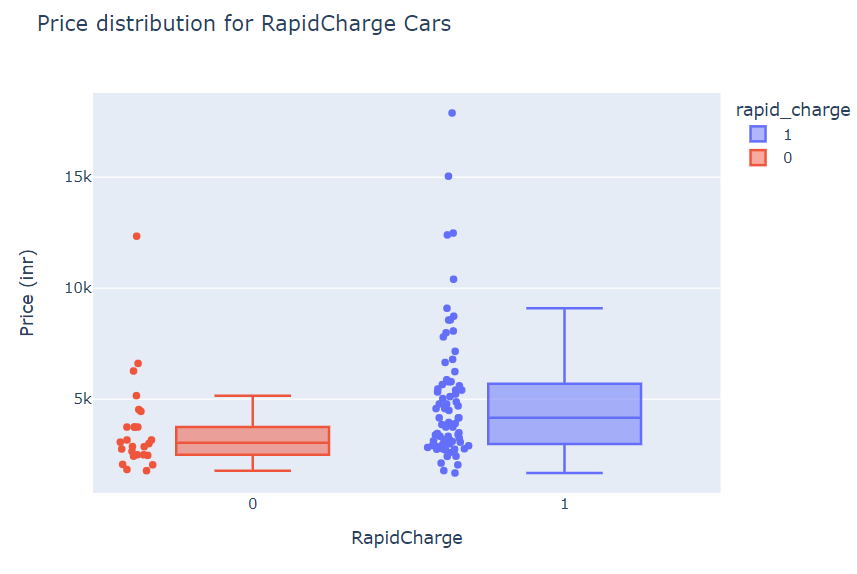 Price distribution for RapidCharge Cars
rapid_charge
1
0
15k
10k
5k
Price (inr)
0
1
RapidCharge